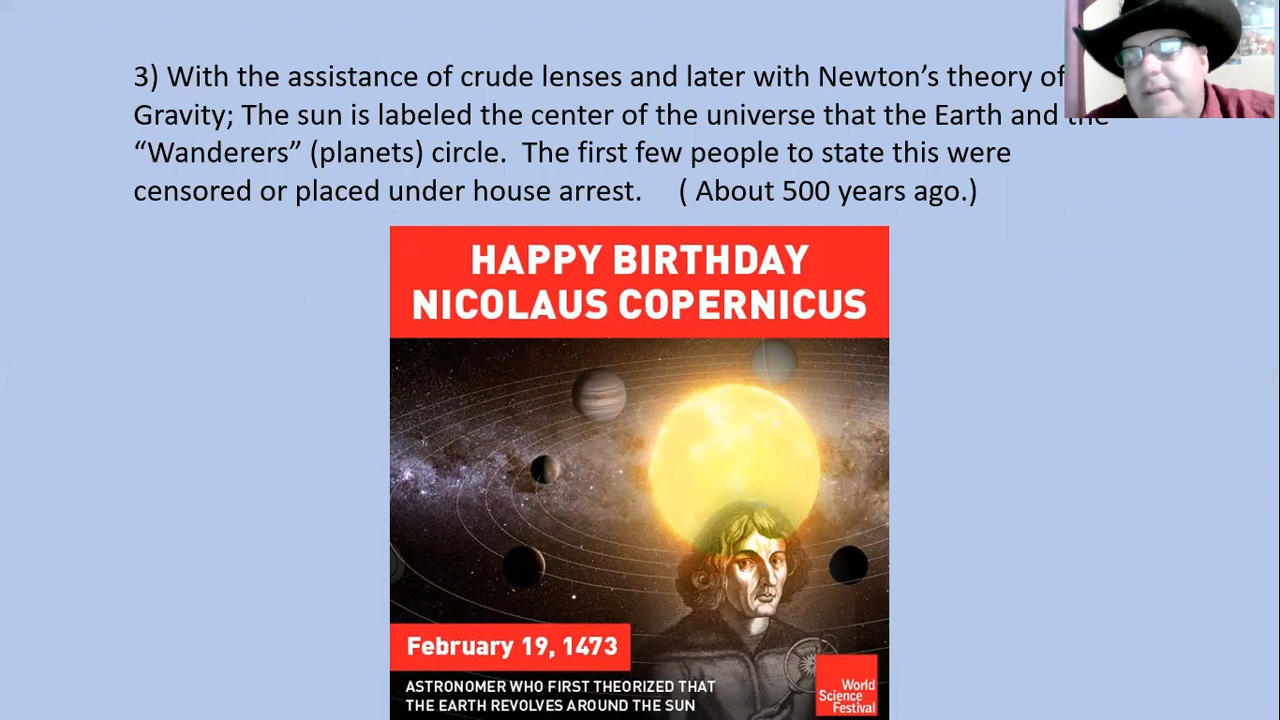 3) With the assistance of crude lenses and later with Newton’s theory of
Gravity; The sun is labeled the center of the universe that the Earth and the
“Wanderers” (planets) circle. The first few people to state this were
censored or placed under house arrest. ( About 500 years ago.)
HAPPY BIRTHDAY
NICOLAUS COPERNICUS
February 19, 1473
ASTRONOMER WHO FIRST THEORIZED THAT
THE EARTH REVOLVES AROUND THE SUN
World
Science
Festival